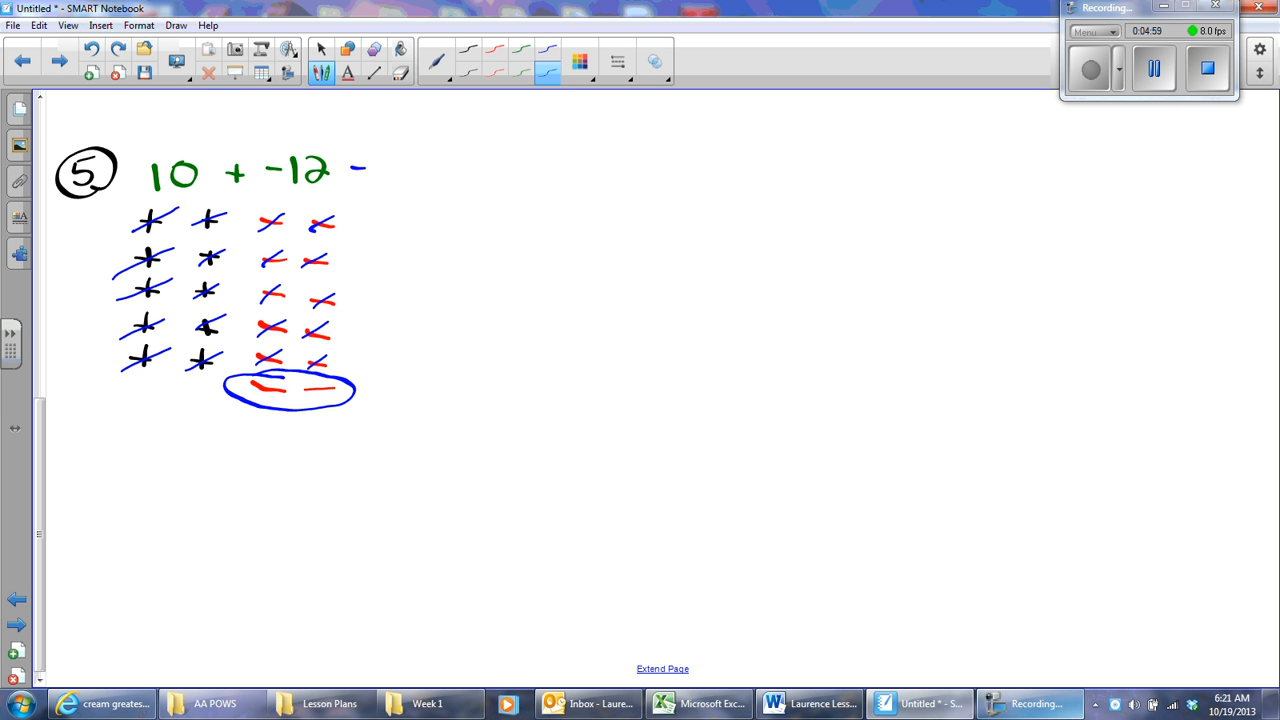 Untitled * - SMART Notebook
Recording...
File Edit View Insert Format Draw Help
Menu
0:04:59
8.0 fps
5 10 + -12 -
+ + - -
+ + - -
+ + - -
+ + - -
+ + - -
- -
Extend Page
cream greates...
AA POWS
Lesson Plans
Week 1
Inbox - Laure...
Microsoft Exc...
Laurence Less...
Untitled * - S...
Recording...
6:21 AM
10/19/2013